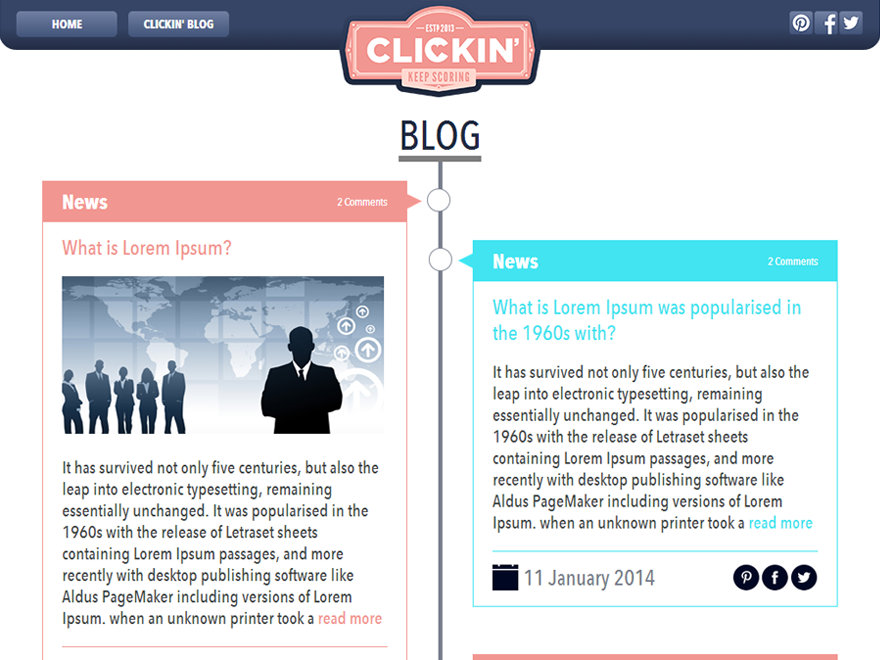 HOME
CLICKIN' BLOG
ESTD 2013
CLICKIN'
KEEP SCORING
BLOG
News
2 Comments
What is Lorem Ipsum?
It has survived not only five centuries, but also the
leap into electronic typesetting, remaining
essentially unchanged. It was popularised in the
1960s with the release of Letraset sheets
containing Lorem Ipsum passages, and more
recently with desktop publishing software like
Aldus PageMaker including versions of Lorem
Ipsum. when an unknown printer took a read more
News
2 Comments
What is Lorem Ipsum was popularised in
the 1960s with?
It has survived not only five centuries, but also the
leap into electronic typesetting, remaining
essentially unchanged. It was popularised in the
1960s with the release of Letraset sheets
containing Lorem Ipsum passages, and more
recently with desktop publishing software like
Aldus PageMaker including versions of Lorem
Ipsum. when an unknown printer took a read more
11 January 2014